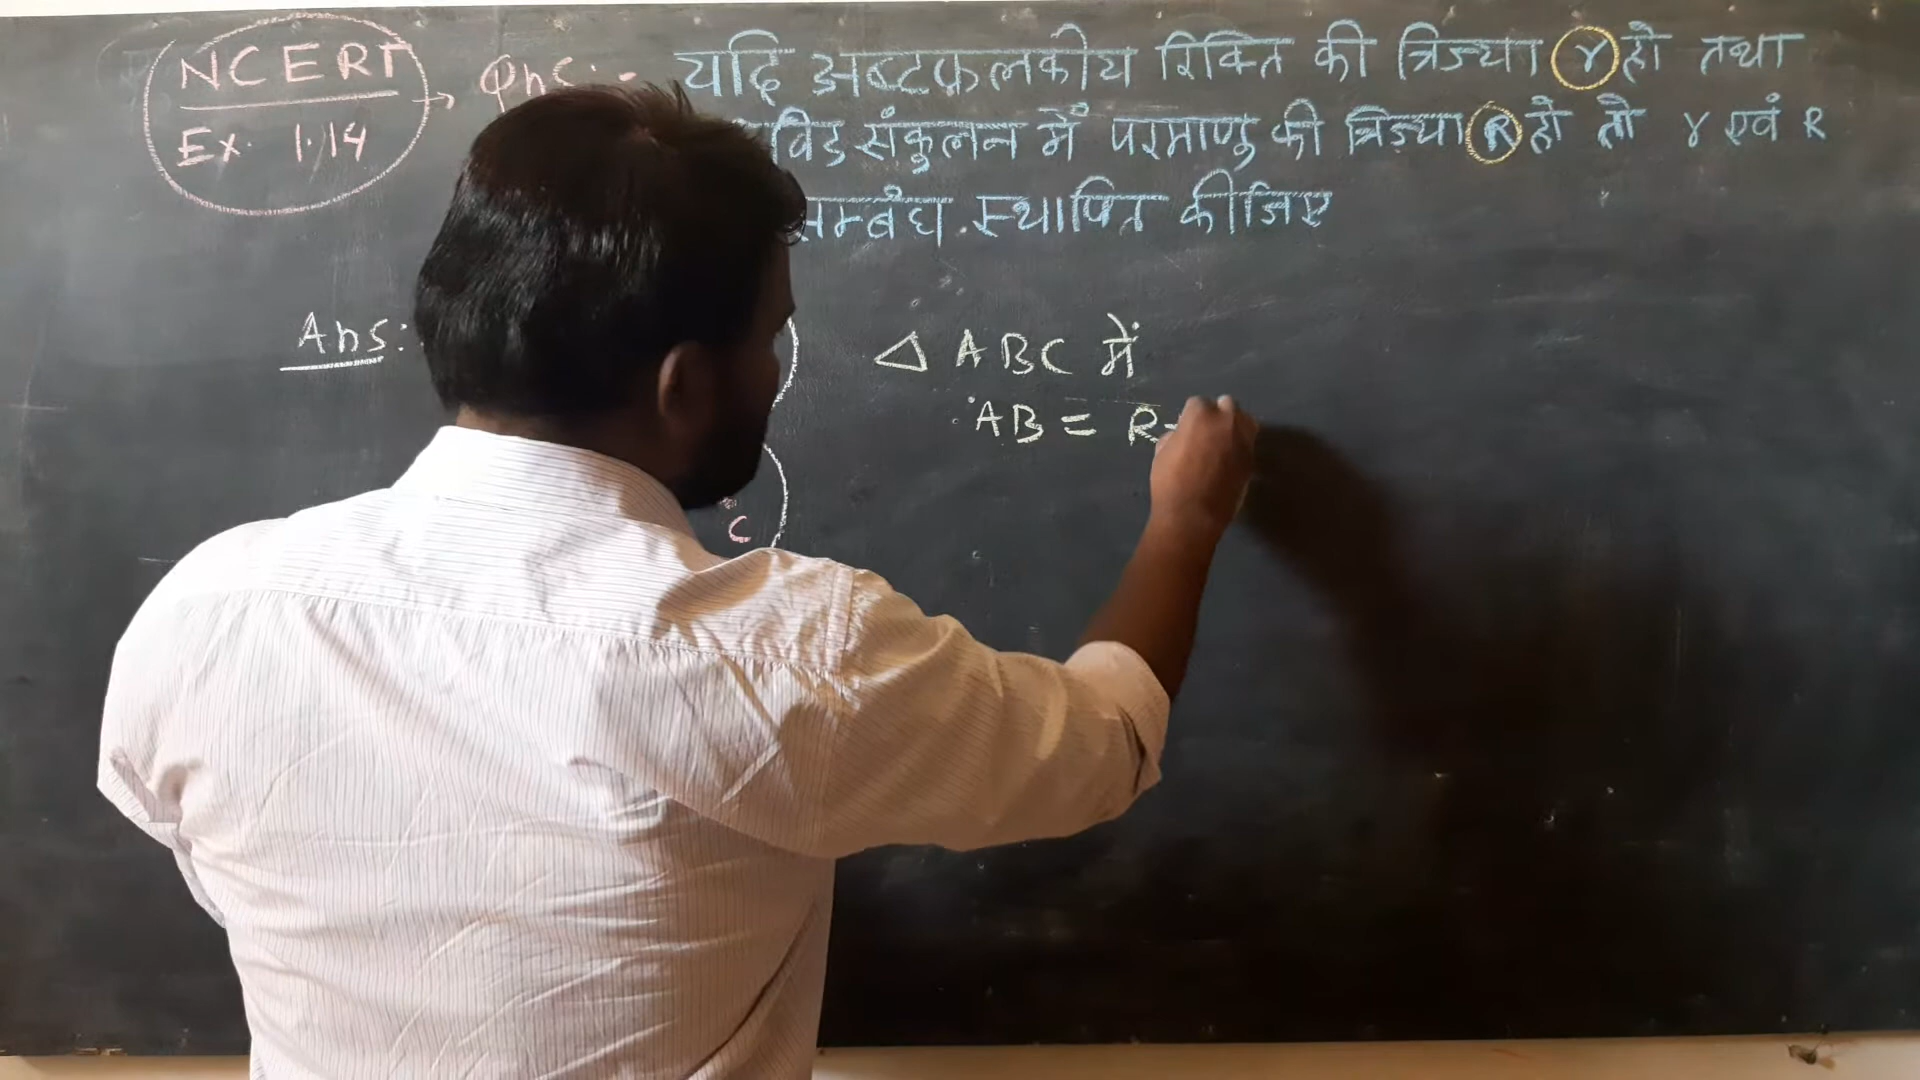 NCERT
Ex. 1.14
Qns:- यदि अष्टफलकीय रिक्ति की त्रिज्या r हो तथा
संकुलन में परमाणु की त्रिज्या R हो तो r एवं R
सम्बंध स्थापित कीजिए
Ans:
△ ABC में
AB = R+
C